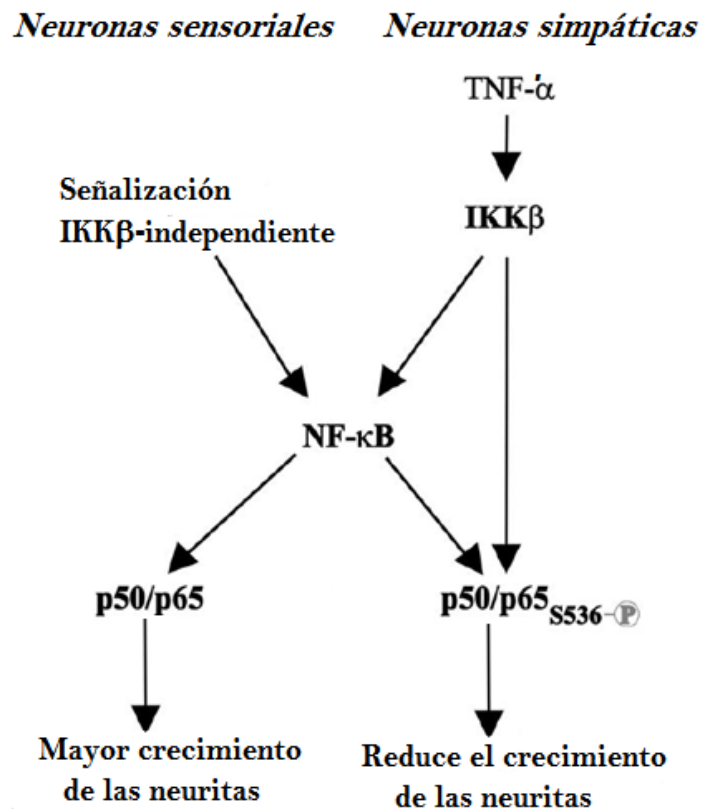 Neuronas sensoriales
Neuronas simpáticas
TNF-α
Señalización
IKKβ-independiente
IKKβ
NF-κB
p50/p65
p50/p65S536-P
Mayor crecimiento
de las neuritas
Reduce el crecimiento
de las neuritas